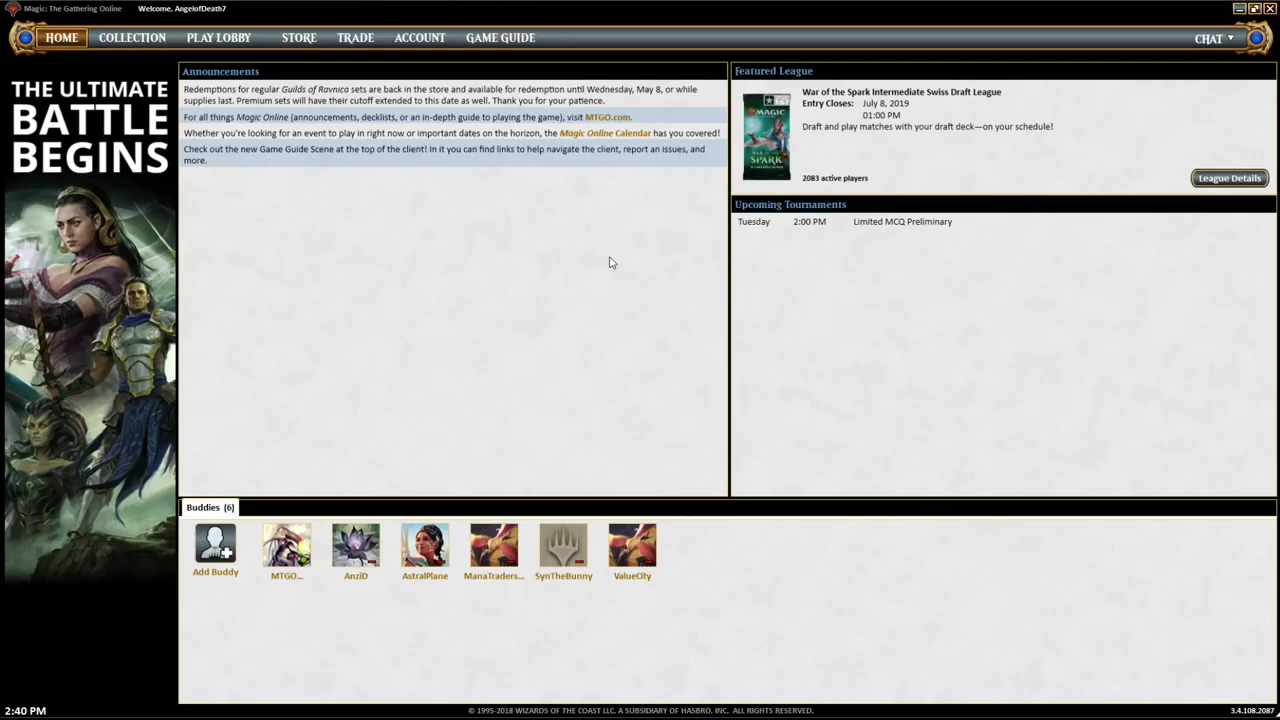 Magic: The Gathering Online
Welcome, AngelofDeath7
HOME
COLLECTION
PLAY LOBBY
STORE
TRADE
ACCOUNT
GAME GUIDE
CHAT
THE ULTIMATE
BATTLE
BEGINS
Announcements
Redemptions for regular Guilds of Ravnica sets are back in the store and available for redemption until Wednesday, May 8, or while
supplies last. Premium sets will have their cutoff extended to this date as well. Thank you for your patience.
For all things Magic Online (announcements, decklists, or an in-depth guide to playing the game), visit MTGO.com.
Whether you're looking for an event to play in right now or important dates on the horizon, the Magic Online Calendar has you covered!
Check out the new Game Guide Scene at the top of the client! In it you can find links to help navigate the client, report an issues, and
more.
Featured League
MAGIC
WAR OF THE
SPARK
War of the Spark Intermediate Swiss Draft League
Entry Closes: July 8, 2019
01:00 PM
Draft and play matches with your draft deck—on your schedule!
2083 active players
League Details
Upcoming Tournaments
Tuesday 2:00 PM Limited MCQ Preliminary
Buddies (6)
Add Buddy
MTGO...
AnziD
AstralPlane
ManaTraders...
SynTheBunny
ValueCity
2:40 PM
© 1995-2018 WIZARDS OF THE COAST LLC, A SUBSIDIARY OF HASBRO, INC. ALL RIGHTS RESERVED.
3.4.108.2087